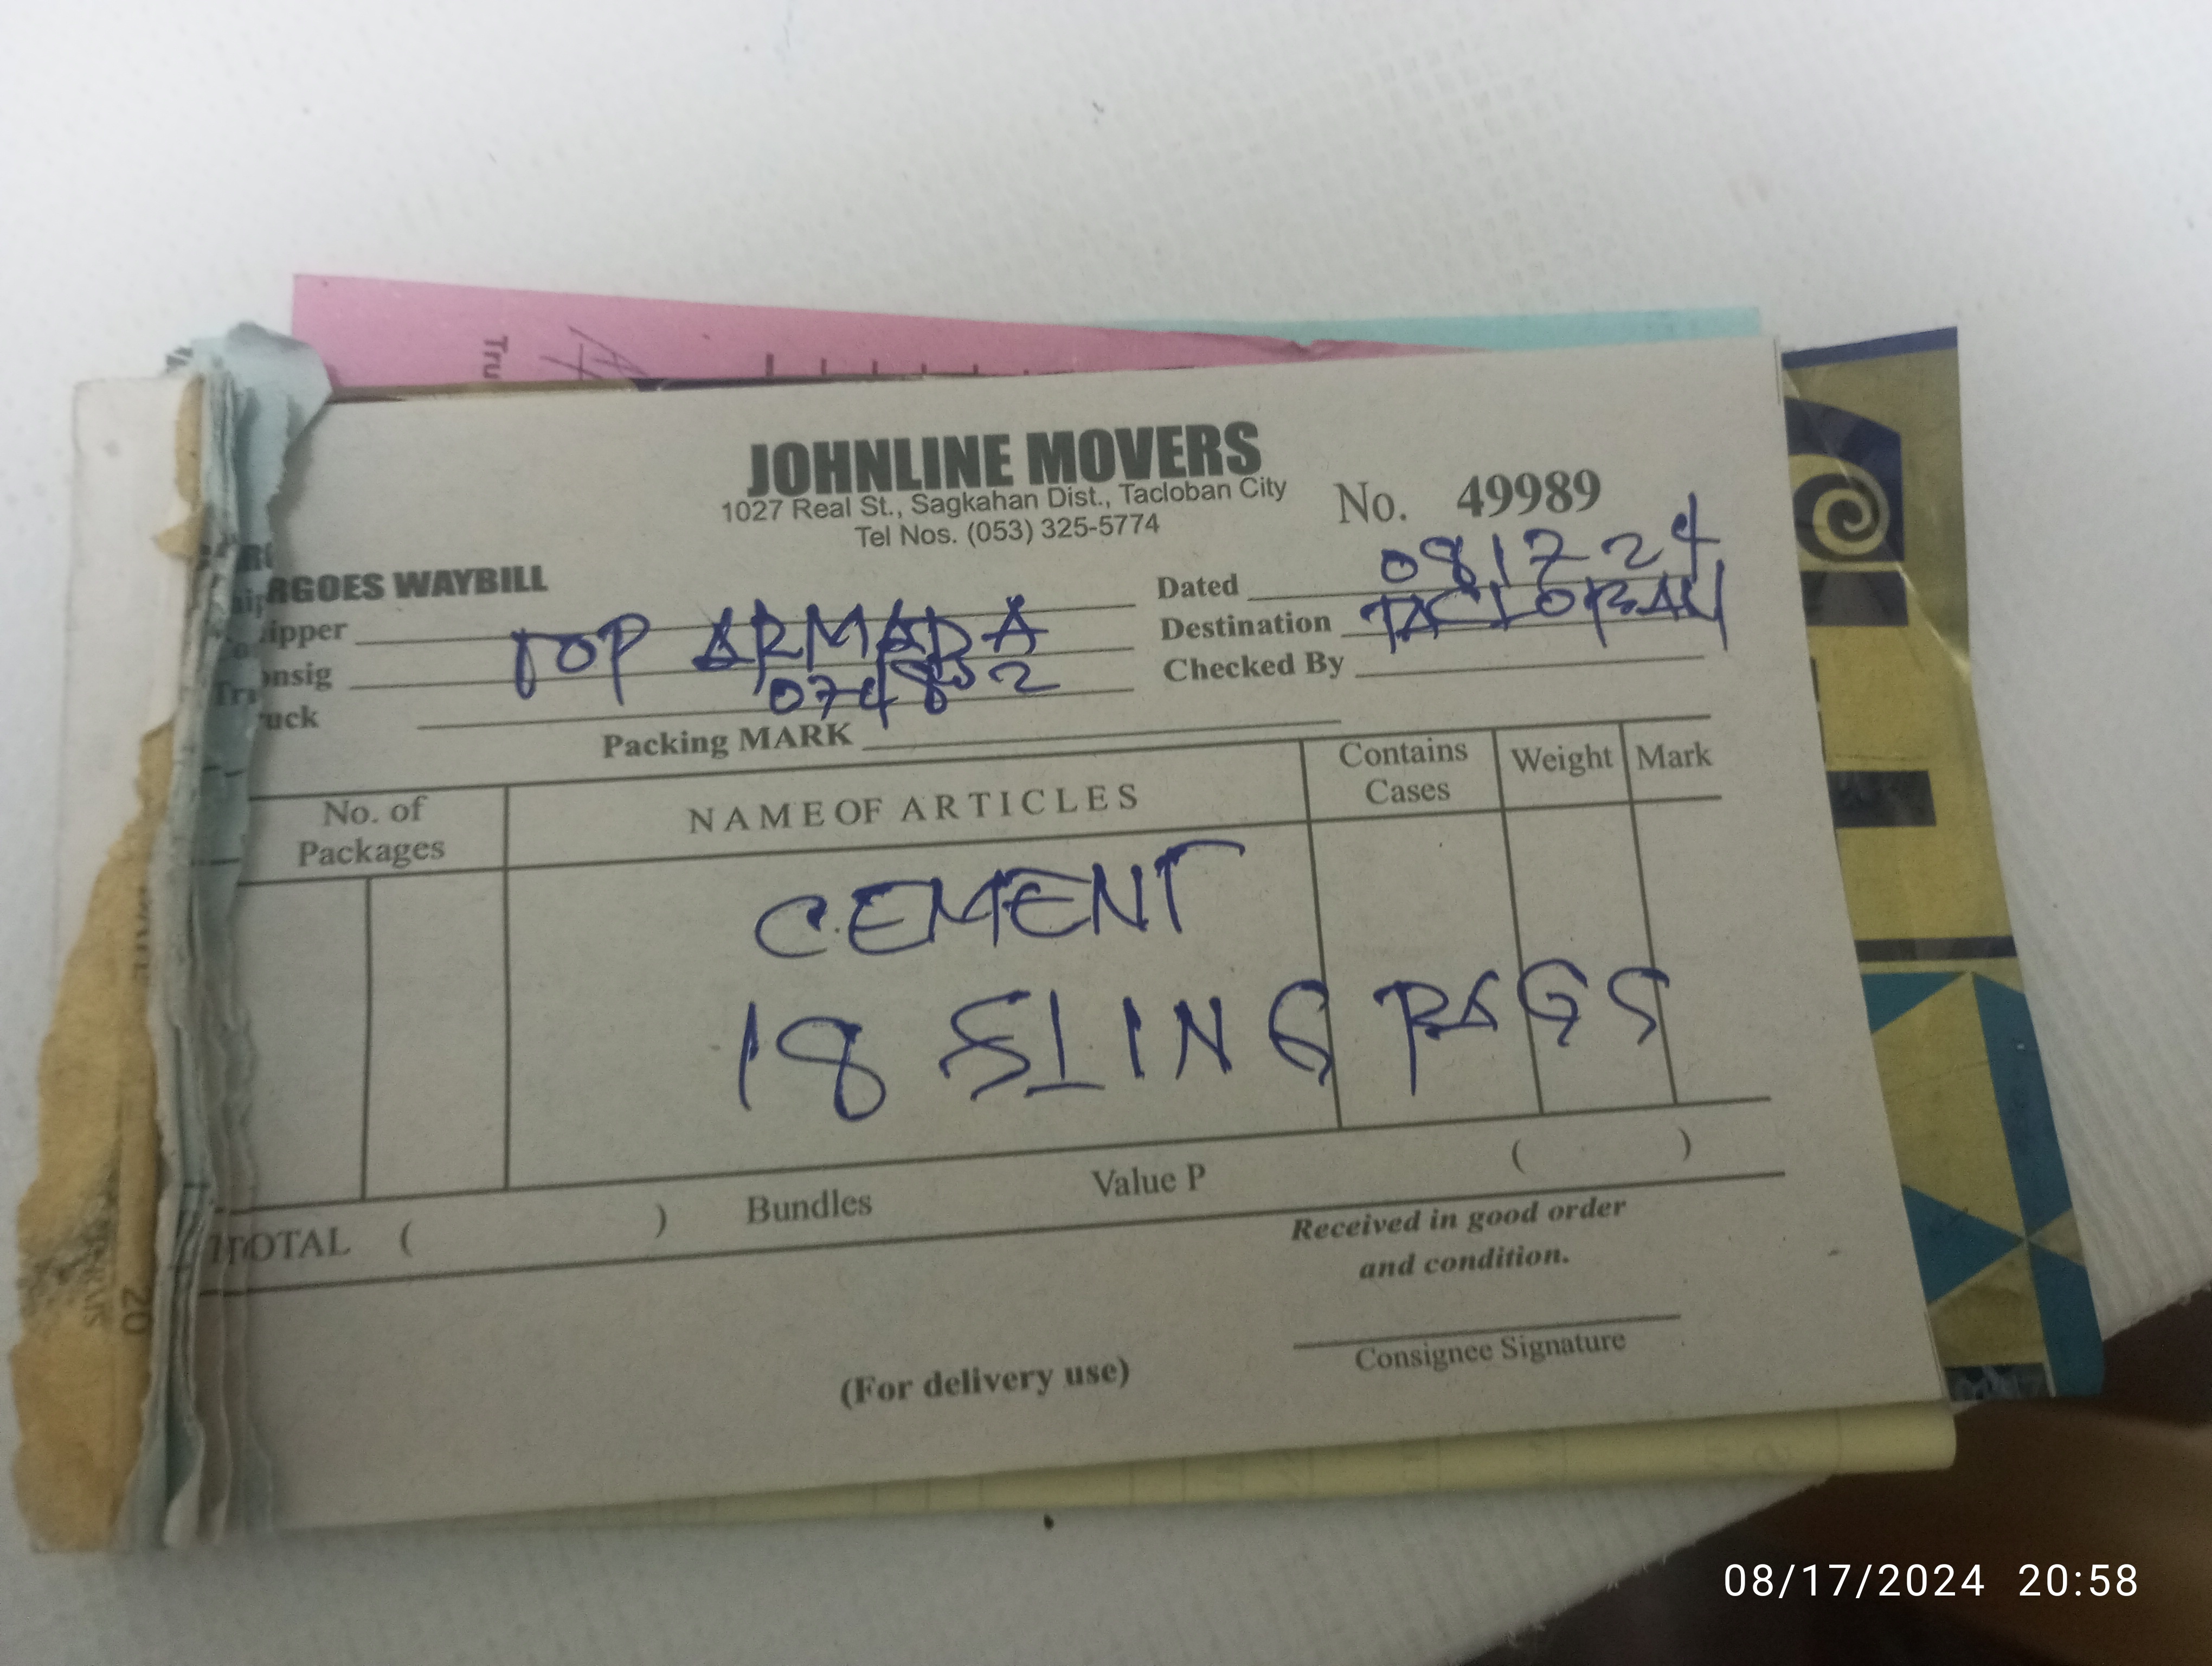 Tru
JOHNLINE MOVERS
1027 Real St., Sagkahan Dist., Tacloban City
Tel Nos. (053) 325-5774
No. 49989
RGOES WAYBILL
Dated 081724
ipper
Destination TACLOBAN
onsig TOP ARMADA
Checked By
uck
Packing MARK
No. of Packages
NAME OF ARTICLES
Contains Cases
Weight
Mark
CEMENT
18 SLING BAGS
TOTAL ( ) Bundles Value P ( )
Received in good order
and condition.
Consignee Signature
(For delivery use)
20
08/17/2024 20:58